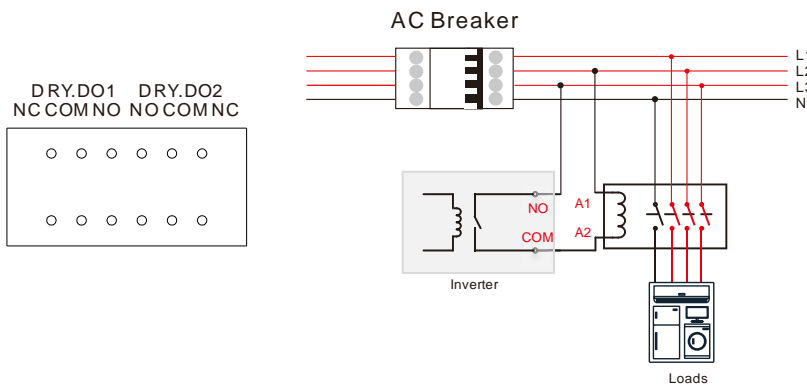 AC Breaker
L1
L2
L3
N
DRY.DO1 DRY.DO2
NC COM NO NO COM NC
NO
A1
COM
A2
Inverter
Loads